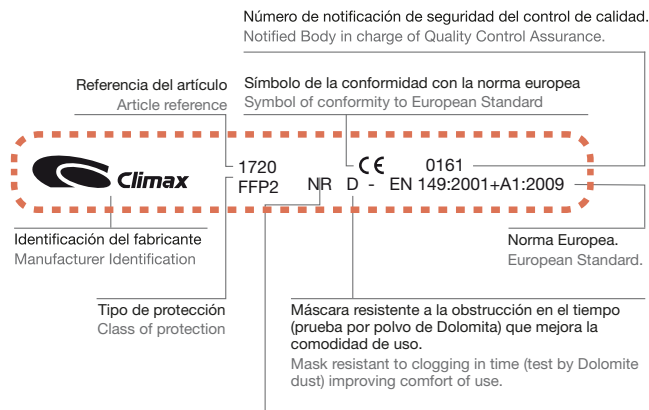 Número de notificación de seguridad del control de calidad.
Notified Body in charge of Quality Control Assurance.
Referencia del artículo
Article reference
Símbolo de la conformidad con la norma europea
Symbol of conformity to European Standard
Climax
1720 CE 0161
FFP2 NR D - EN 149:2001+A1:2009
Identificación del fabricante
Manufacturer Identification
Norma Europea.
European Standard.
Tipo de protección
Class of protection
Máscara resistente a la obstrucción en el tiempo
(prueba por polvo de Dolomita) que mejora la
comodidad de uso.
Mask resistant to clogging in time (test by Dolomite
dust) improving comfort of use.